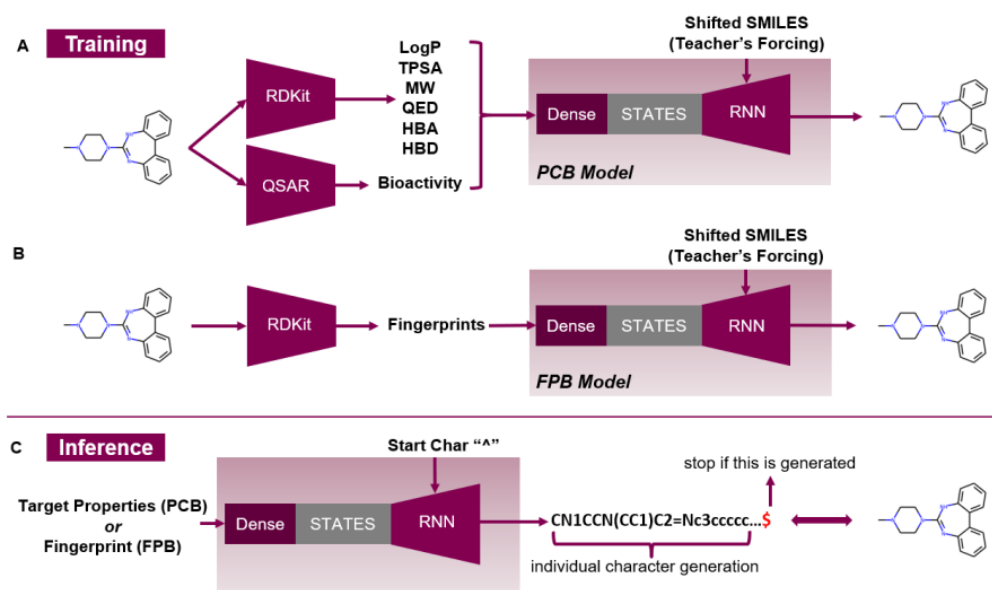 A
Training
RDKit
QSAR
LogP
TPSA
MW
QED
HBA
HBD
Bioactivity
Shifted SMILES
(Teacher's Forcing)
Dense
STATES
RNN
PCB Model
B
RDKit
Fingerprints
Shifted SMILES
(Teacher's Forcing)
Dense
STATES
RNN
FPB Model
C
Inference
Target Properties (PCB)
or
Fingerprint (FPB)
Start Char “^”
Dense
STATES
RNN
stop if this is generated
CN1CCN(CC1)C2=Nc3ccccc...$
individual character generation